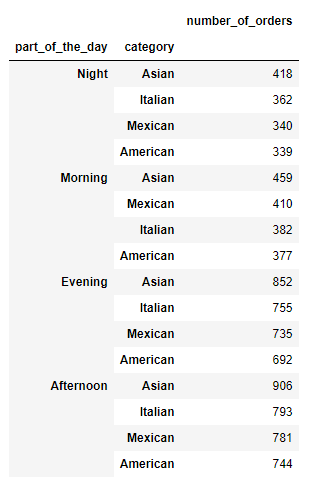 number_of_orders
part_of_the_day category
Night Asian 418
Italian 362
Mexican 340
American 339
Morning Asian 459
Mexican 410
Italian 382
American 377
Evening Asian 852
Italian 755
Mexican 735
American 692
Afternoon Asian 906
Italian 793
Mexican 781
American 744